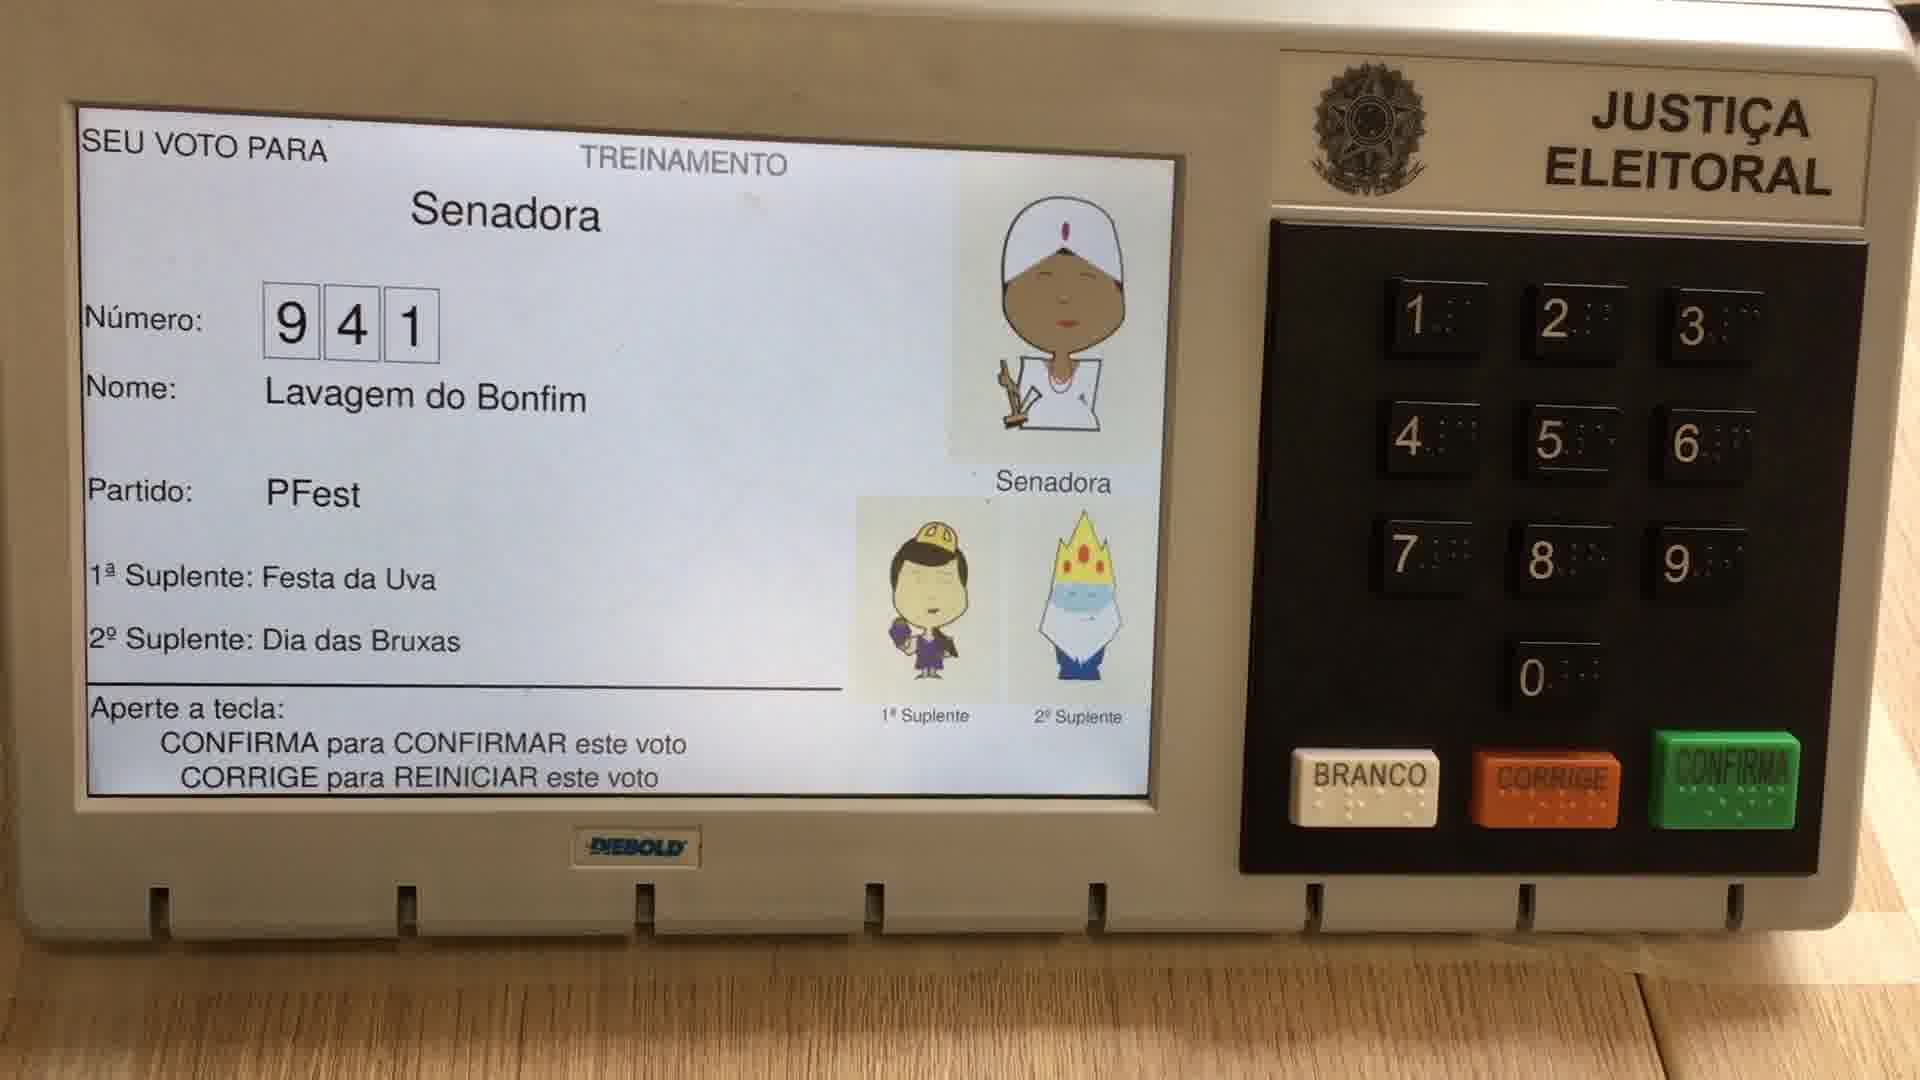 SEU VOTO PARA
TREINAMENTO
Senadora
Número: 9 4 1
Nome: Lavagem do Bonfim
Partido: PFest
1ª Suplente: Festa da Uva
2º Suplente: Dia das Bruxas
Aperte a tecla:
CONFIRMA para CONFIRMAR este voto
CORRIGE para REINICIAR este voto
Senadora
1ª Suplente
2º Suplente
DIEBOLD
JUSTIÇA
ELEITORAL
1 2 3
4 5 6
7 8 9
0
BRANCO CORRIGE CONFIRMA